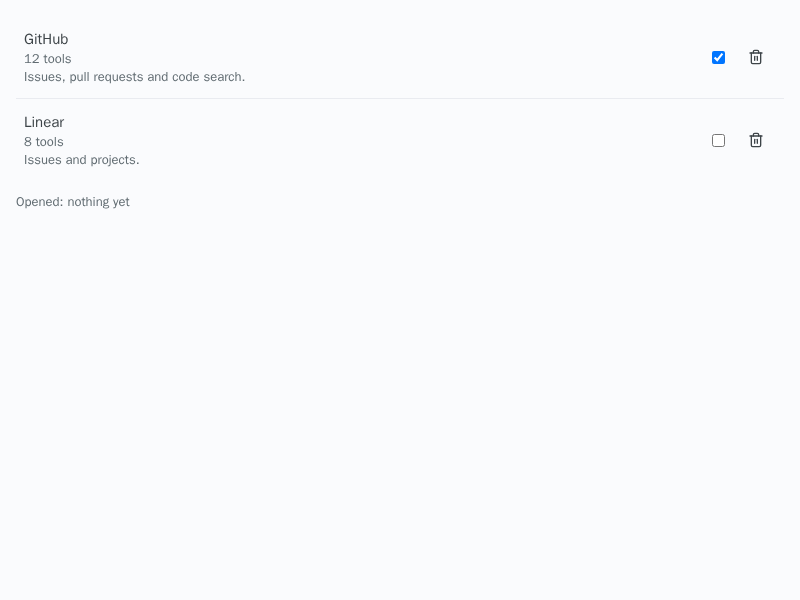 GitHub
12 tools
Issues, pull requests and code search.
Linear
8 tools
Issues and projects.
Opened: nothing yet